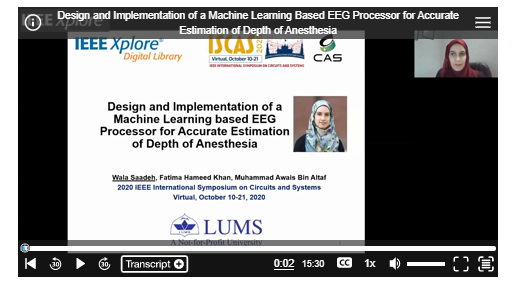 Design and Implementation of a Machine Learning Based EEG Processor for Accurate
Estimation of Depth of Anesthesia
IEEE Xplore®
Digital Library
ISCAS 2020
Virtual, October 10-21
IEEE INTERNATIONAL SYMPOSIUM ON CIRCUITS AND SYSTEMS
CAS
Design and Implementation of a
Machine Learning based EEG
Processor for Accurate Estimation
of Depth of Anesthesia
Wala Saadeh, Fatima Hameed Khan, Muhammad Awais Bin Altaf
2020 IEEE International Symposium on Circuits and Systems
Virtual, October 10-21, 2020
LUMS
A Not-for-Profit University
30
30
Transcript
0:02
15:30
CC
1x